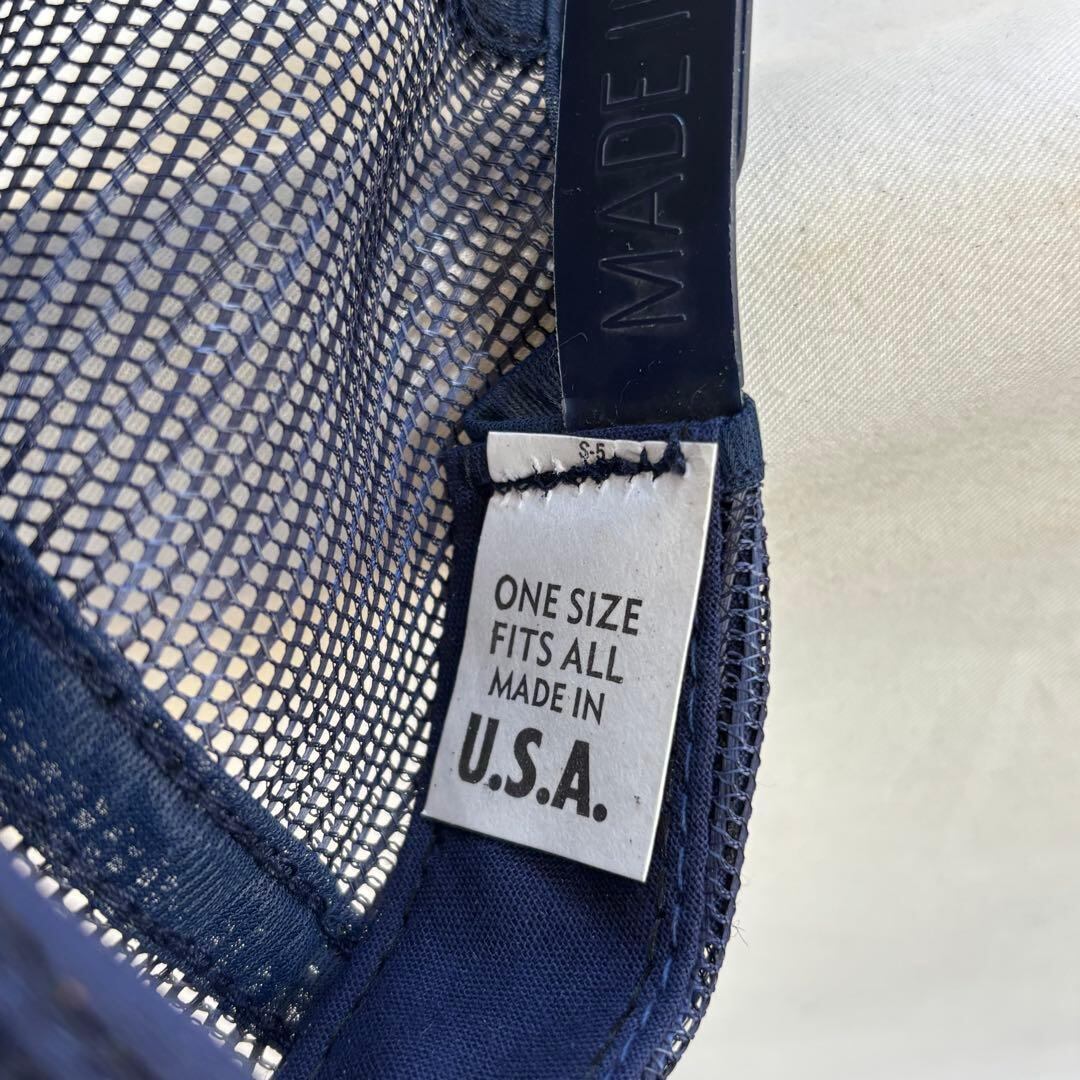 MADE I
S-5
ONE SIZE
FITS ALL
MADE IN
U.S.A.